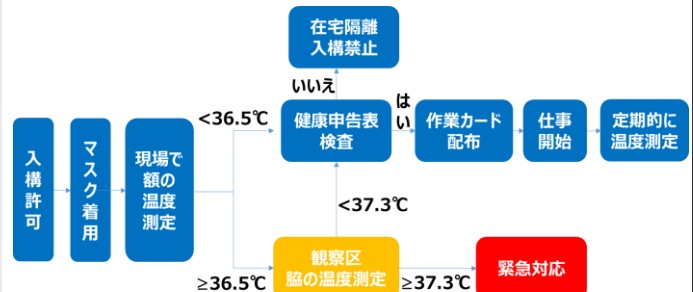 在宅隔離
入構禁止
いいえ
<36.5℃
健康申告表
検査
はい
作業カード
配布
仕事
開始
定期的に
温度測定
入構許可
マスク着用
現場で
額の
温度
測定
<37.3℃
≥36.5℃
観察区
脇の温度測定
≥37.3℃
緊急対応